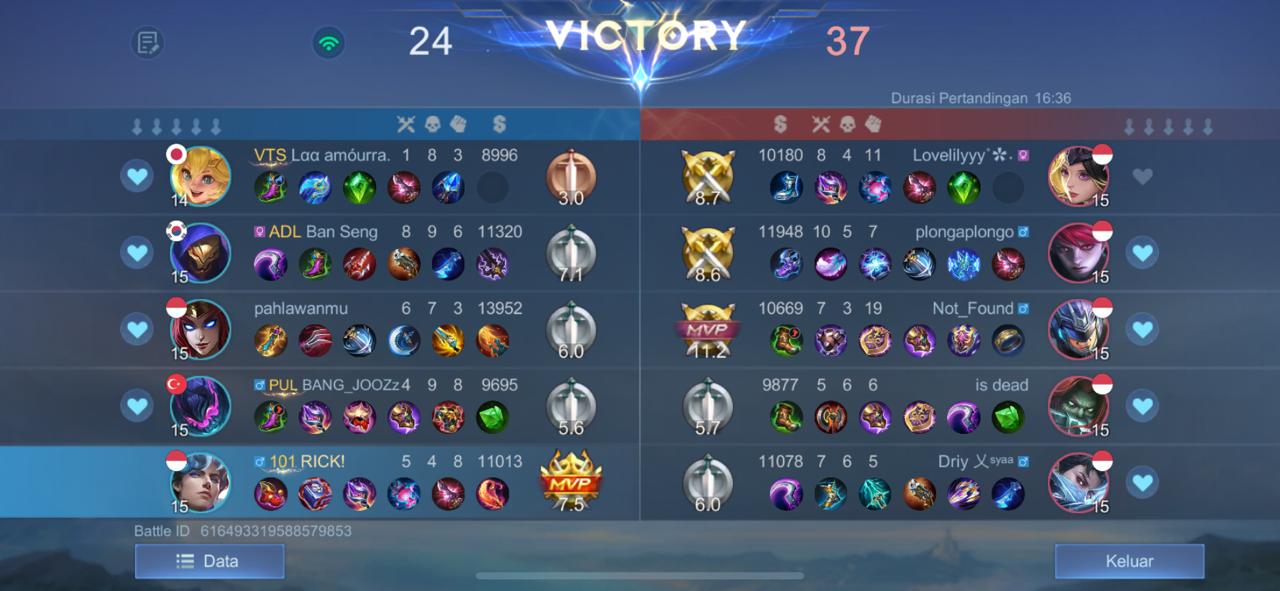 24 VICTORY 37
Durasi Pertandingan 16:36
VTS Lαα amóurra. 1 8 3 8996
14 3.0
10180 8 4 11 Lovelilyyy˚✲.
8.7 15
ADL Ban Seng 8 9 6 11320
15 7.1
11948 10 5 7 plongaplongo
8.6 15
pahlawanmu 6 7 3 13952
15 6.0
10669 7 3 19 Not_Found
MVP
11.2 15
PUL BANG_JOOZz 4 9 8 9695
15 5.6
9877 5 6 6 is dead
5.7 15
101 RICK! 5 4 8 11013
MVP
15 7.5
11078 7 6 5 Driy 乂ˢʸᵃᵃ
6.0 15
Battle ID 616493319588579853
Data
Keluar